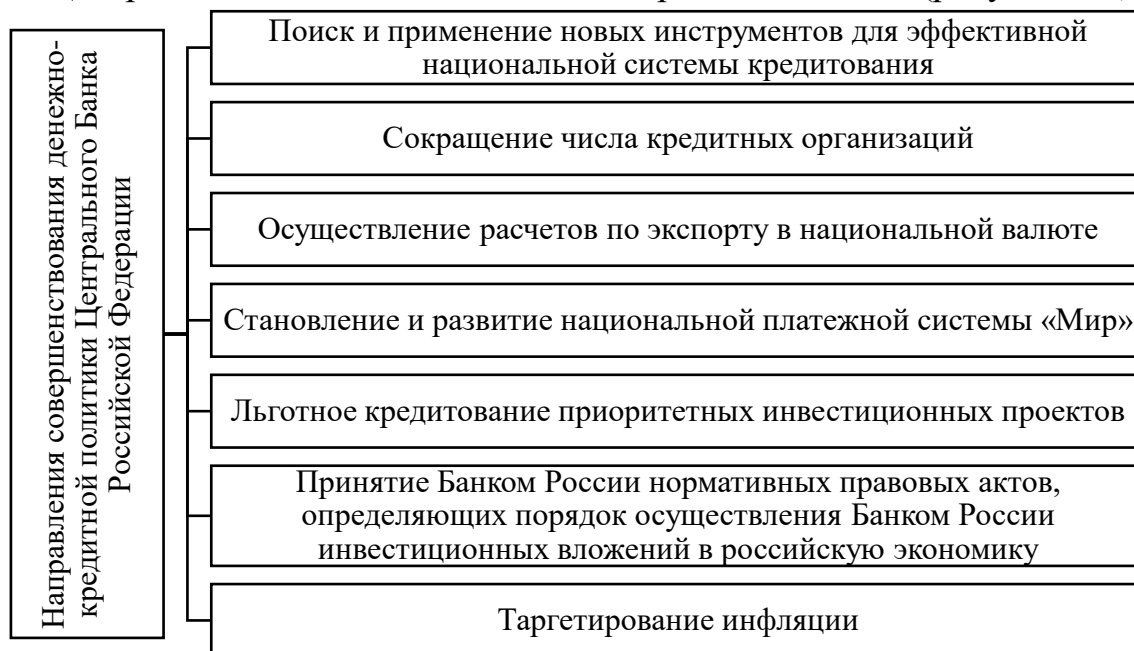 Направления совершенствования денежно-
кредитной политики Центрального Банка
Российской Федерации
Поиск и применение новых инструментов для эффективной
национальной системы кредитования
Сокращение числа кредитных организаций
Осуществление расчетов по экспорту в национальной валюте
Становление и развитие национальной платежной системы «Мир»
Льготное кредитование приоритетных инвестиционных проектов
Принятие Банком России нормативных правовых актов,
определяющих порядок осуществления Банком России
инвестиционных вложений в российскую экономику
Таргетирование инфляции